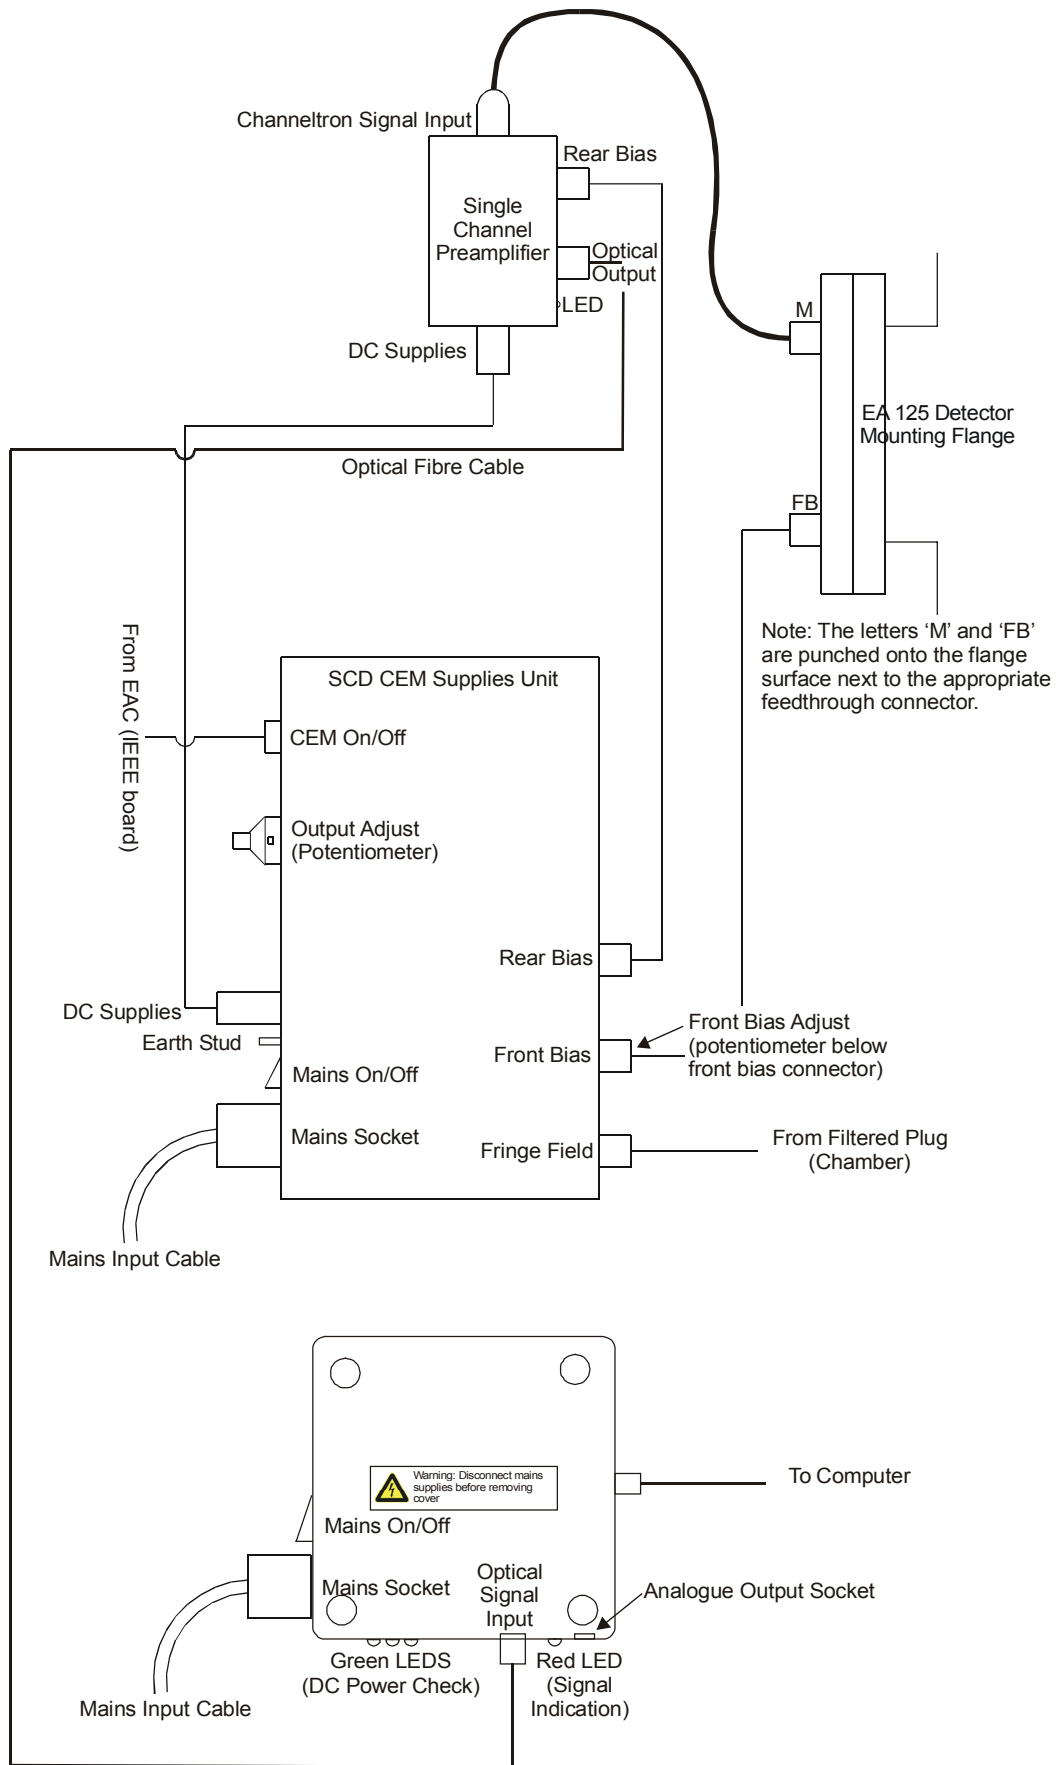 Channeltron Signal Input
Rear Bias
Single
Channel
Preamplifier
Optical
Output
LED
DC Supplies
M
EA 125 Detector
Mounting Flange
Optical Fibre Cable
FB
Note: The letters ‘M’ and ‘FB’
are punched onto the flange
surface next to the appropriate
feedthrough connector.
From EAC (IEEE board)
SCD CEM Supplies Unit
CEM On/Off
Output Adjust
(Potentiometer)
Rear Bias
DC Supplies
Earth Stud
Front Bias
Front Bias Adjust
(potentiometer below
front bias connector)
Mains On/Off
Mains Socket
Fringe Field
From Filtered Plug
(Chamber)
Mains Input Cable
Warning: Disconnect mains
supplies before removing
cover
To Computer
Mains On/Off
Mains Socket
Optical
Signal
Input
Analogue Output Socket
Green LEDS
(DC Power Check)
Red LED
(Signal
Indication)
Mains Input Cable